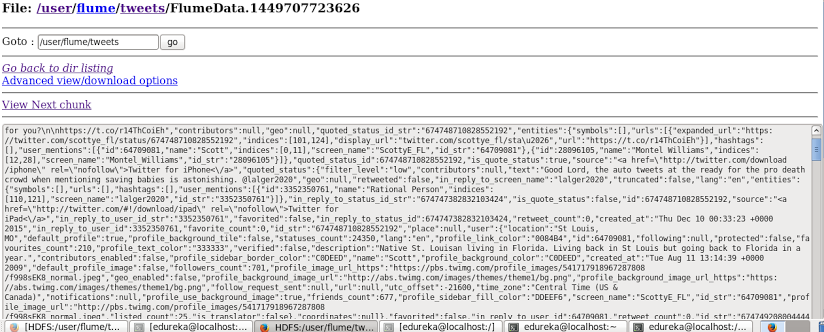 File: /user/flume/tweets/FlumeData.1449707723626
Goto : /user/flume/tweets go
Go back to dir listing
Advanced view/download options
View Next chunk
for you?\n\nhttps://t.co/r14ThCoiEh","contributors":null,"geo":null,"quoted_status_id_str":"674748710828552192","entities":{"symbols":[],"urls":[{"expanded_url":"https:
//twitter.com/scottye_fl/status/674748710828552192","indices":[101,124],"display_url":"twitter.com/scottye_fl/sta\u2026","url":"https://t.co/r14ThCoiEh"}],"hashtags":
[],"user_mentions":[{"id":64709081,"name":"Scott","indices":[0,11],"screen_name":"ScottyE_FL","id_str":"64709081"},{"id":28096105,"name":"Montel Williams","indices":
[12,28],"screen_name":"Montel_Williams","id_str":"28096105"}]},"quoted_status_id":674748710828552192,"is_quote_status":true,"source":"<a href=\"http://twitter.com/download
/iphone\" rel=\"nofollow\">Twitter for iPhone<\/a>","quoted_status":{"filter_level":"low","contributors":null,"text":"Good Lord, the auto tweets at the ready for the pro death
crowd when mentioning saving babies is astonishing. @lalger2020","geo":null,"retweeted":false,"in_reply_to_screen_name":"lalger2020","truncated":false,"lang":"en","entities":
{"symbols":[],"urls":[],"hashtags":[],"user_mentions":[{"id":3352350761,"name":"Rational Person","indices":
[110,121],"screen_name":"lalger2020","id_str":"3352350761"}]},"in_reply_to_status_id_str":"674747382832103424","is_quote_status":false,"id":674748710828552192,"source":"<a
href=\"http://twitter.com/#!/download/ipad\" rel=\"nofollow\">Twitter for
iPad<\/a>","in_reply_to_user_id_str":"3352350761","favorited":false,"in_reply_to_status_id":674747382832103424,"retweet_count":0,"created_at":"Thu Dec 10 00:33:23 +0000
2015","in_reply_to_user_id":3352350761,"favorite_count":0,"id_str":"674748710828552192","place":null,"user":{"location":"St Louis,
MO","default_profile":true,"profile_background_tile":false,"statuses_count":24350,"lang":"en","profile_link_color":"0084B4","id":64709081,"following":null,"protected":false,"fa
vourites_count":210,"profile_text_color":"333333","verified":false,"description":"Native St. Louisan living in Florida. Living back in St Louis but going back to Florida in a
year.","contributors_enabled":false,"profile_sidebar_border_color":"C0DEED","name":"Scott","profile_background_color":"C0DEED","created_at":"Tue Aug 11 13:14:39 +0000
2009","default_profile_image":false,"followers_count":701,"profile_image_url_https":"https://pbs.twimg.com/profile_images/541717918967287808
/f998sEK8_normal.jpeg","geo_enabled":false,"profile_background_image_url":"http://abs.twimg.com/images/themes/theme1/bg.png","profile_background_image_url_https":"https:
//abs.twimg.com/images/themes/theme1/bg.png","follow_request_sent":null,"url":null,"utc_offset":-21600,"time_zone":"Central Time (US &
Canada)","notifications":null,"profile_use_background_image":true,"friends_count":677,"profile_sidebar_fill_color":"DDEEF6","screen_name":"ScottyE_FL","id_str":"64709081","prof
ile_image_url":"http://pbs.twimg.com/profile_images/541717918967287808
/f998sEK8_normal.jpeg","listed_count":25,"is_translator":false},"coordinates":null},"favorited":false,"in_reply_to_user_id":64709081,"retweet_count":0,"id_str":"674749208004444
[HDFS:/user/flume/t... [edureka@localhost:... HDFS:/user/flume/twe... [edureka@localhost:/] edureka@localhost:~ edureka@localhost:/...